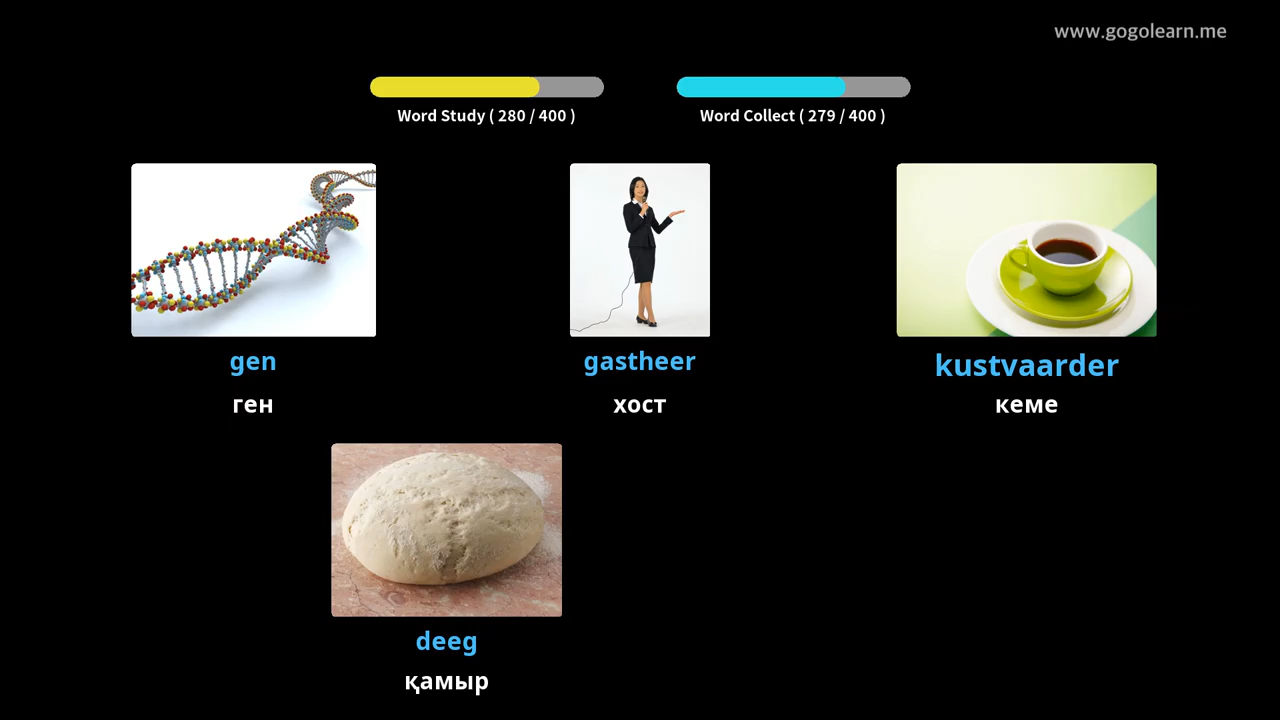 www.gogolearn.me
Word Study ( 280 / 400 )
Word Collect ( 279 / 400 )
gen
gastheer
kustvaarder
ген
хост
кеме
deeg
қамыр